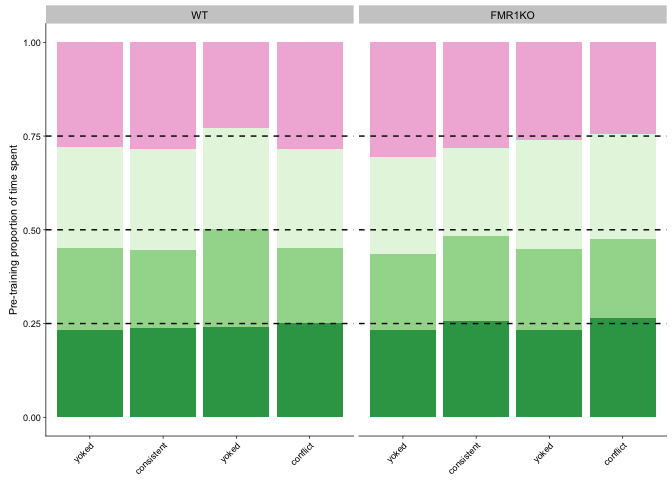 WT
FMR1KO
Pre-training proportion of time spent
1.00
0.75
0.50
0.25
0.00
yoked
consistent
yoked
conflict
yoked
consistent
yoked
conflict